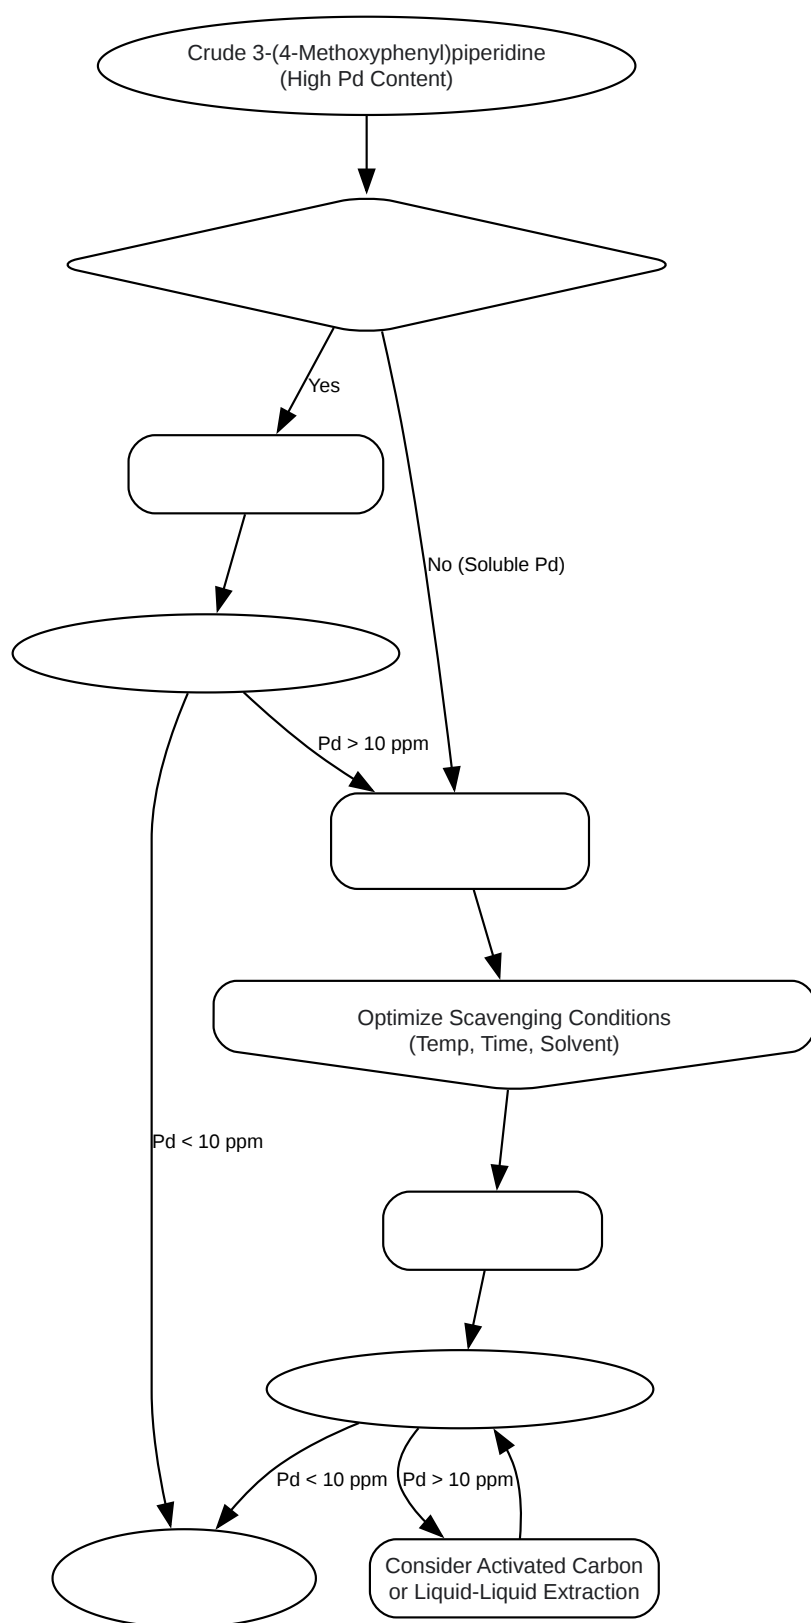 Crude 3-(4-Methoxyphenyl)piperidine
(High Pd Content)
Yes
No (Soluble Pd)
Pd > 10 ppm
Optimize Scavenging Conditions
(Temp, Time, Solvent)
Pd < 10 ppm
Pd < 10 ppm
Pd > 10 ppm
Consider Activated Carbon
or Liquid-Liquid Extraction